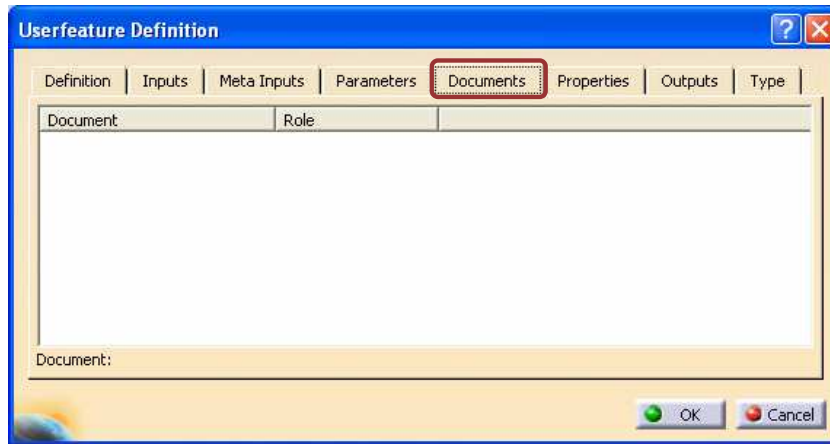 Userfeature Definition
Definition Inputs Meta Inputs Parameters Documents Properties Outputs Type
Document Role
Document:
OK Cancel